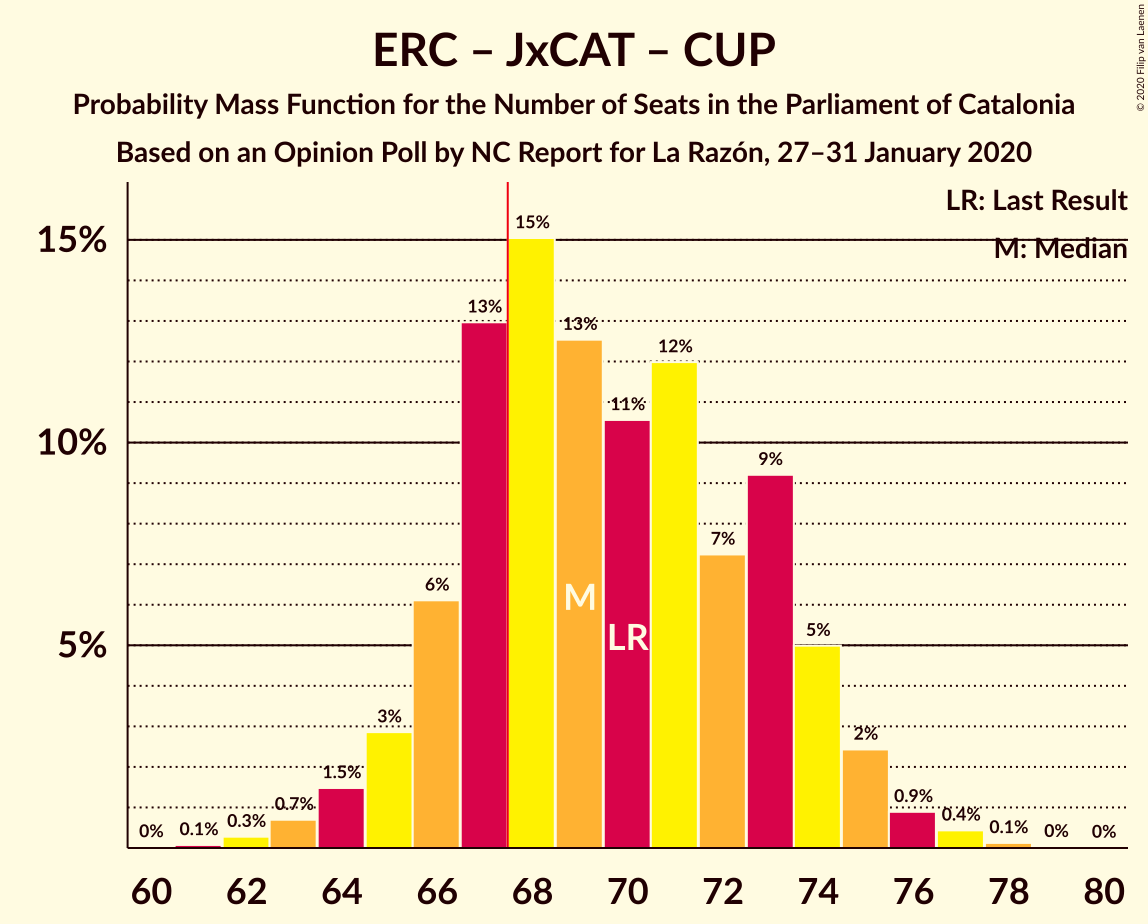 ERC – JxCAT – CUP
Probability Mass Function for the Number of Seats in the Parliament of Catalonia
Based on an Opinion Poll by NC Report for La Razón, 27–31 January 2020
© 2020 Filip van Laenen
LR: Last Result
M: Median
15%
10%
5%
0%
0.1%
0.3%
0.7%
1.5%
3%
6%
13%
15%
13%
11%
12%
7%
9%
5%
2%
0.9%
0.4%
0.1%
0%
0%
M
LR
60 62 64 66 68 70 72 74 76 78 80